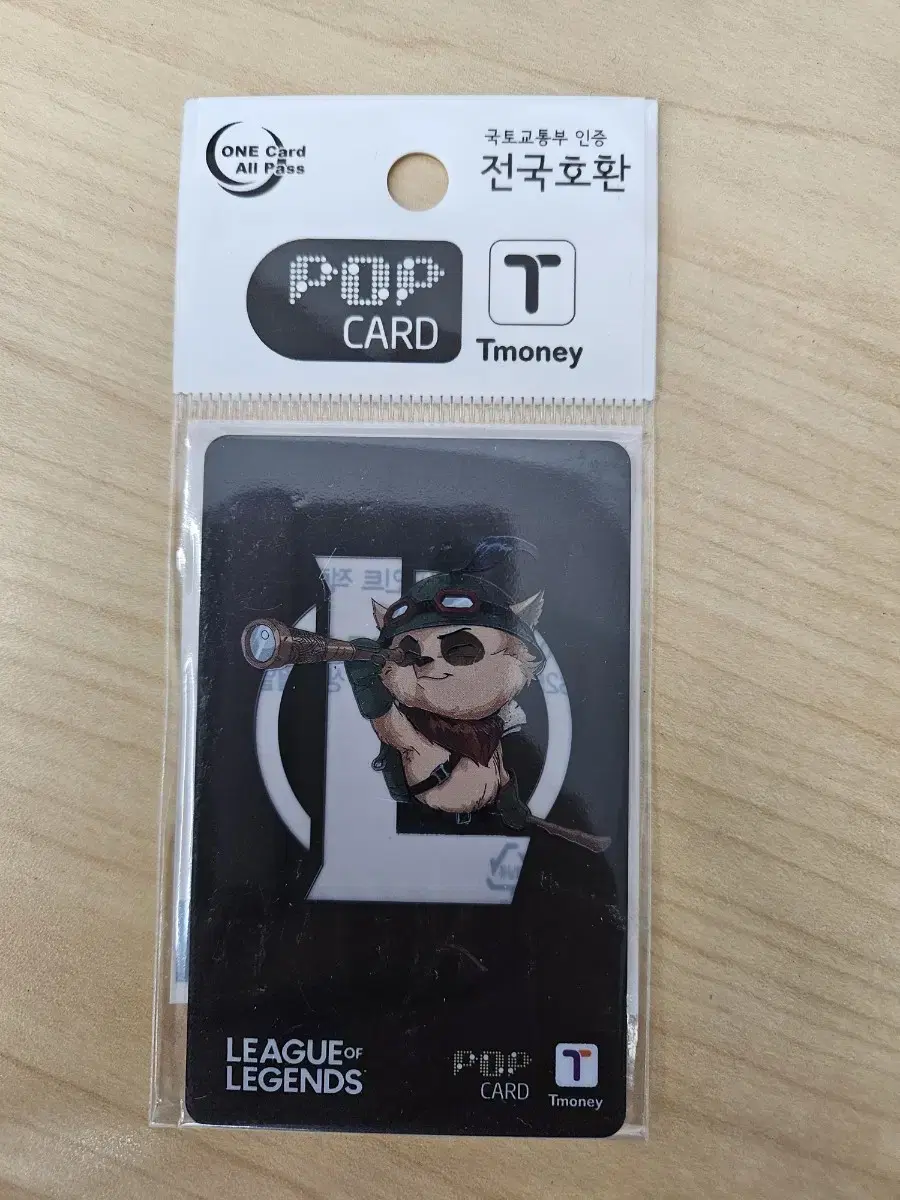 ONE Card
All Pass
국토교통부 인증
전국호환
POP
CARD
T
Tmoney
L
LEAGUE OF
LEGENDS
POP
CARD
T
Tmoney